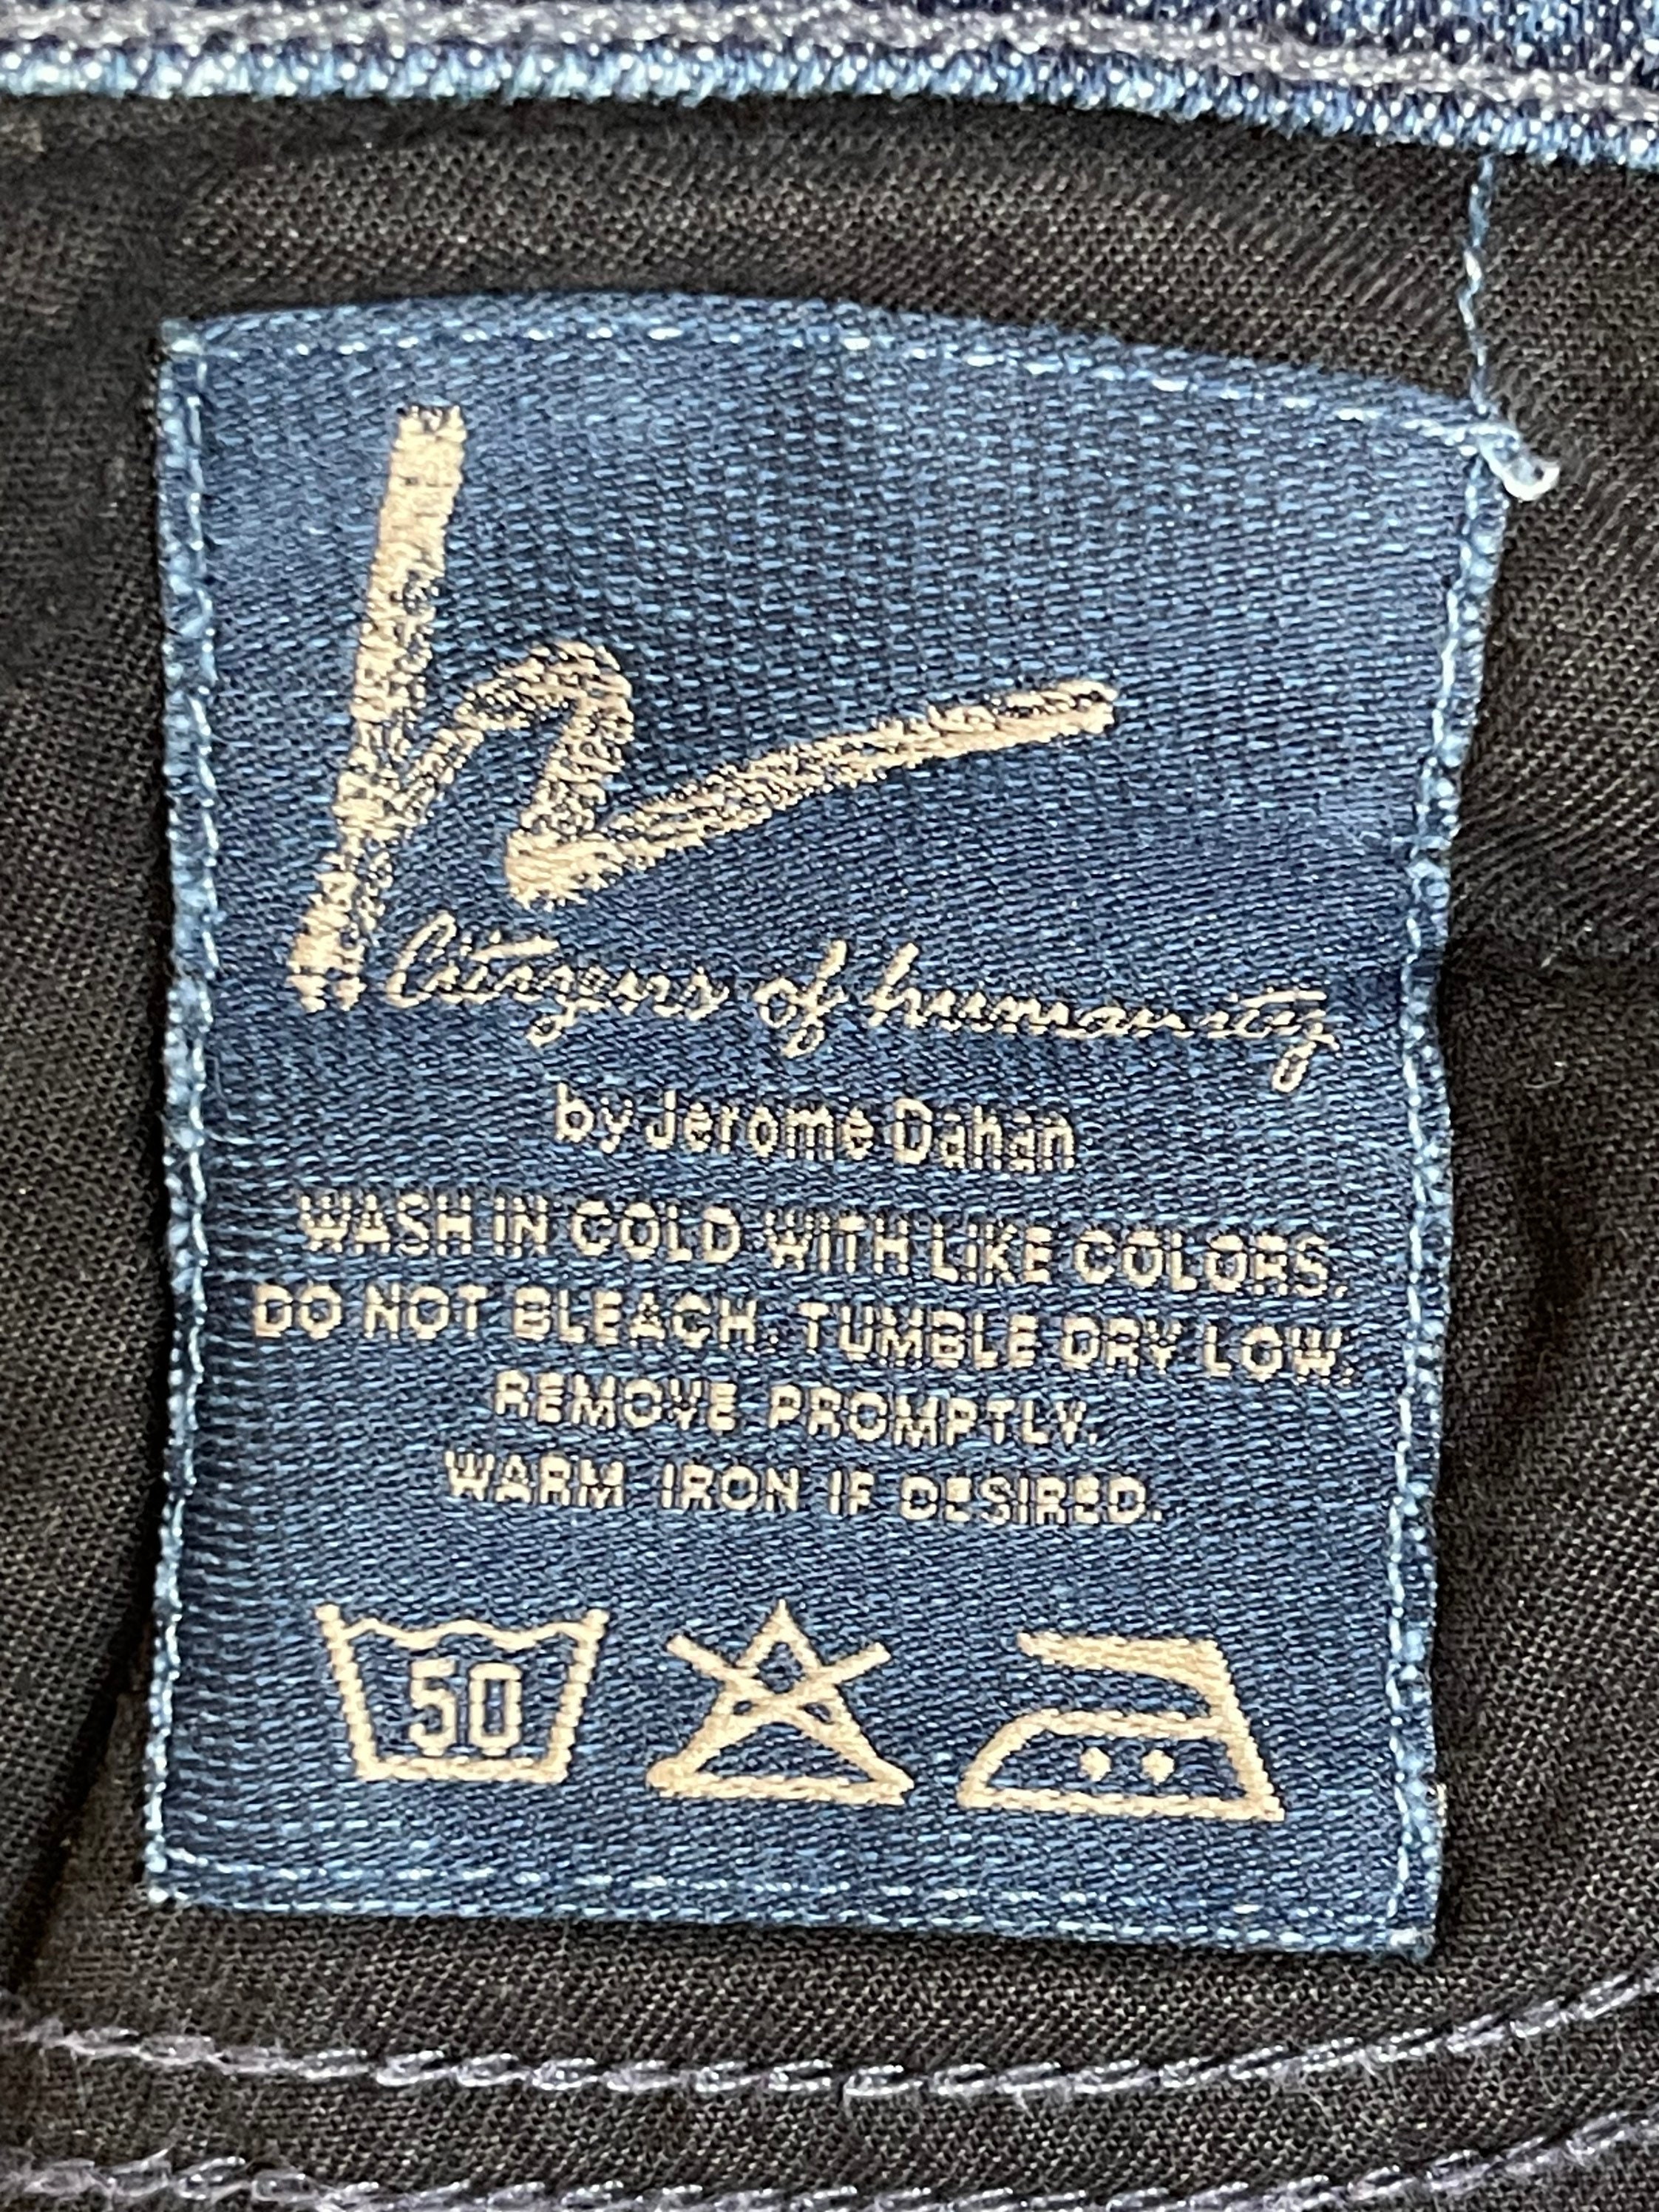 h
Citizens of humanity
by Jerome Dahan
WASH IN COLD WITH LIKE COLORS.
DO NOT BLEACH. TUMBLE DRY LOW.
REMOVE PROMPTLY.
WARM IRON IF DESIRED.
50